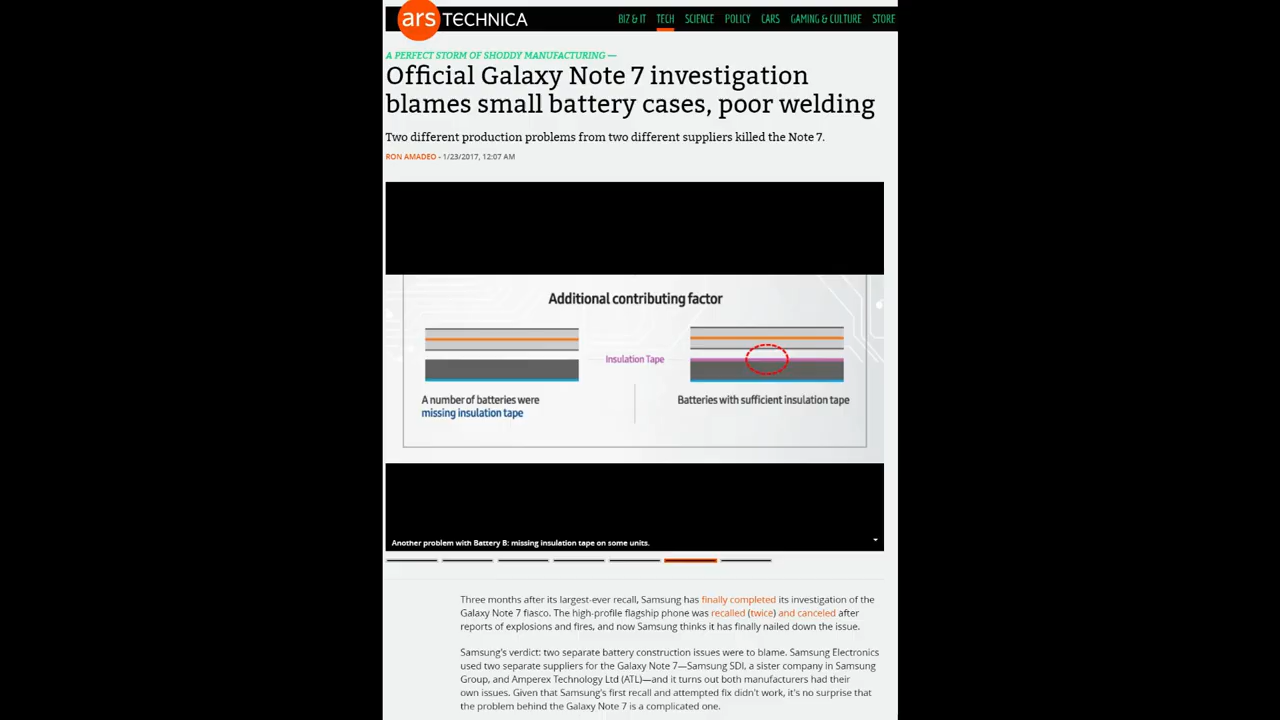 ars TECHNICA
BIZ & IT TECH SCIENCE POLICY CARS GAMING & CULTURE STORE
A PERFECT STORM OF SHODDY MANUFACTURING —
Official Galaxy Note 7 investigation
blames small battery cases, poor welding
Two different production problems from two different suppliers killed the Note 7.
RON AMADEO - 1/23/2017, 12:07 AM
Additional contributing factor
Insulation Tape
A number of batteries were
missing insulation tape
Batteries with sufficient insulation tape
Another problem with Battery B: missing insulation tape on some units.
Three months after its largest-ever recall, Samsung has finally completed its investigation of the
Galaxy Note 7 fiasco. The high-profile flagship phone was recalled (twice) and canceled after
reports of explosions and fires, and now Samsung thinks it has finally nailed down the issue.
Samsung's verdict: two separate battery construction issues were to blame. Samsung Electronics
used two separate suppliers for the Galaxy Note 7—Samsung SDI, a sister company in Samsung
Group, and Amperex Technology Ltd (ATL)—and it turns out both manufacturers had their
own issues. Given that Samsung's first recall and attempted fix didn't work, it's no surprise that
the problem behind the Galaxy Note 7 is a complicated one.